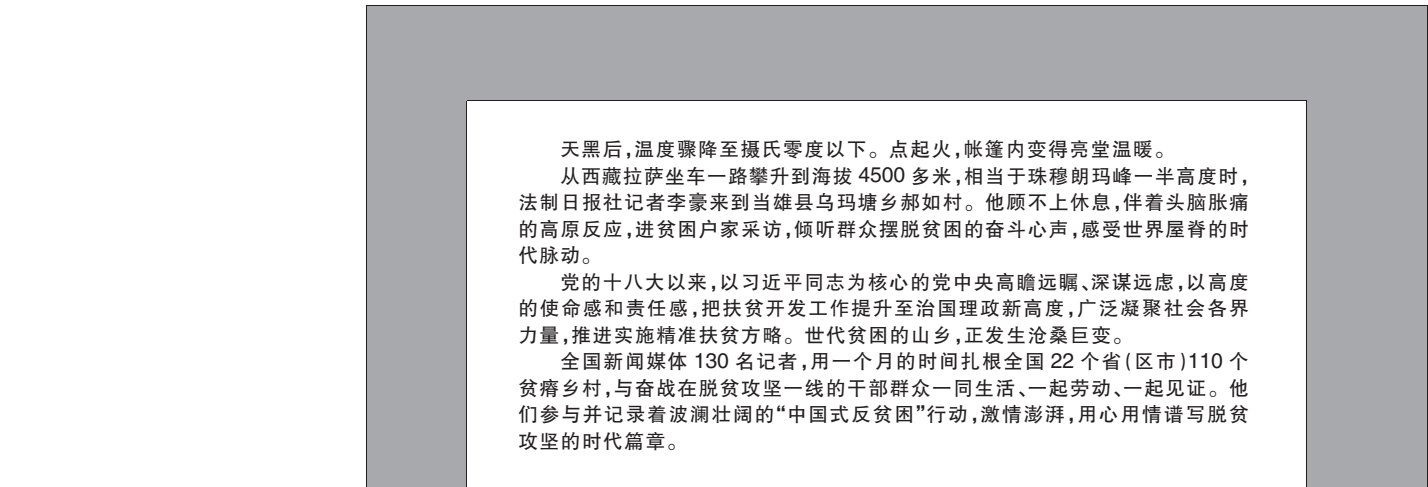 天黑后,温度骤降至摄氏零度以下。点起火,帐篷内变得亮堂温暖。
从西藏拉萨坐车一路攀升到海拔 4500 多米,相当于珠穆朗玛峰一半高度时,
法制日报社记者李豪来到当雄县乌玛塘乡郝如村。他顾不上休息,伴着头脑胀痛
的高原反应,进贫困户家采访,倾听群众摆脱贫困的奋斗心声,感受世界屋脊的时
代脉动。
党的十八大以来,以习近平同志为核心的党中央高瞻远瞩、深谋远虑,以高度
的使命感和责任感,把扶贫开发工作提升至治国理政新高度,广泛凝聚社会各界
力量,推进实施精准扶贫方略。世代贫困的山乡,正发生沧桑巨变。
全国新闻媒体 130 名记者,用一个月的时间扎根全国 22 个省(区市)110 个
贫瘠乡村,与奋战在脱贫攻坚一线的干部群众一同生活、一起劳动、一起见证。他
们参与并记录着波澜壮阔的“中国式反贫困”行动,激情澎湃,用心用情谱写脱贫
攻坚的时代篇章。